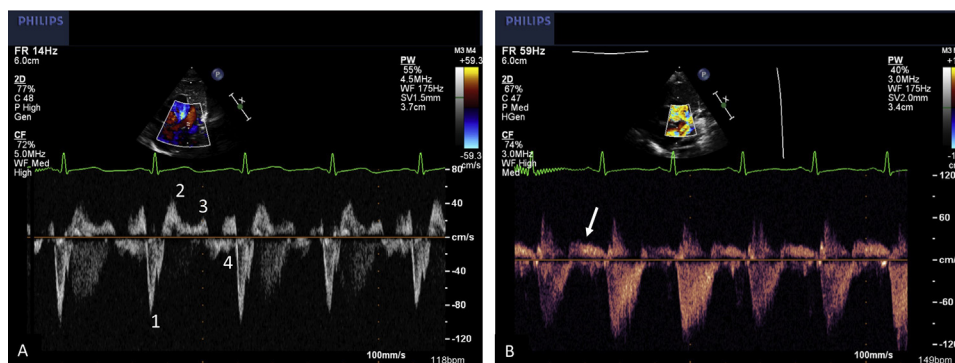 PHILIPS
FR 14Hz
6.0cm
2D
77%
C 48
P High
Gen
CF
72%
5.0MHz
WF Med
High
P
X
M3 M4
+59.3
-59.3
cm/s
PW
55%
4.5MHz
WF 175Hz
SV1.5mm
3.7cm
80
40
cm/s
-40
-80
-120
1
2
3
4
A
100mm/s
118bpm
PHILIPS
FR 59Hz
6.0cm
2D
67%
C 47
P Med
HGen
CF
74%
3.0MHz
WF High
Med
P
X
M3 M
PW
40%
3.0MHz
WF 175Hz
SV2.0mm
3.4cm
cm
120
60
cm/
-60
-120
B
100mm/s
149bpm